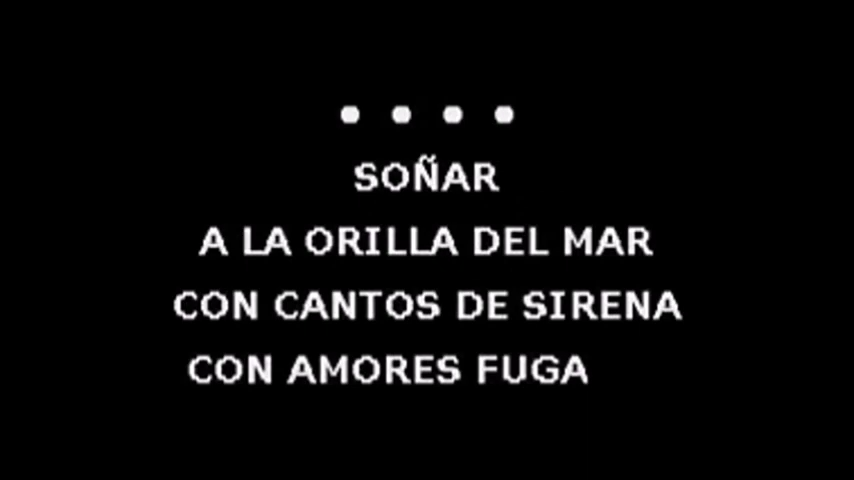 • • • •
SOÑAR
A LA ORILLA DEL MAR
CON CANTOS DE SIRENA
CON AMORES FUGA